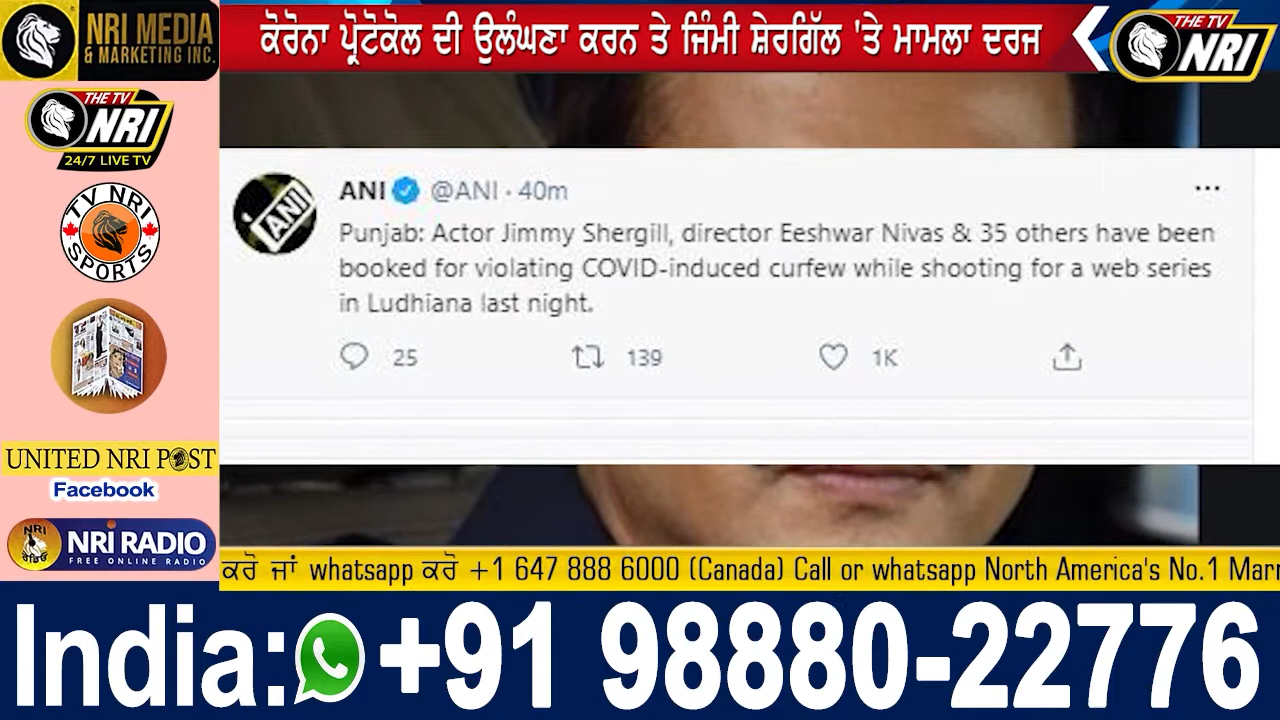 NRI MEDIA
& MARKETING INC.
ਕੋਰੋਨਾ ਪ੍ਰੋਟੋਕੋਲ ਦੀ ਉਲੰਘਣਾ ਕਰਨ ਤੇ ਜਿੰਮੀ ਸ਼ੇਰਗਿੱਲ 'ਤੇ ਮਾਮਲਾ ਦਰਜ
THE TV
NRI
THE TV
NRI
24/7 LIVE TV
TV NRI
SPORTS
UNITED NRI POST
Facebook
NRI
ਰੇਡਿਓ
NRI RADIO
FREE ONLINE RADIO
ANI
ANI @ANI · 40m
Punjab: Actor Jimmy Shergill, director Eeshwar Nivas & 35 others have been
booked for violating COVID-induced curfew while shooting for a web series
in Ludhiana last night.
25 139 1K
ਕਰੋ ਜਾਂ whatsapp ਕਰੋ +1 647 888 6000 (Canada) Call or whatsapp North America's No.1 Marr
India: +91 98880-22776